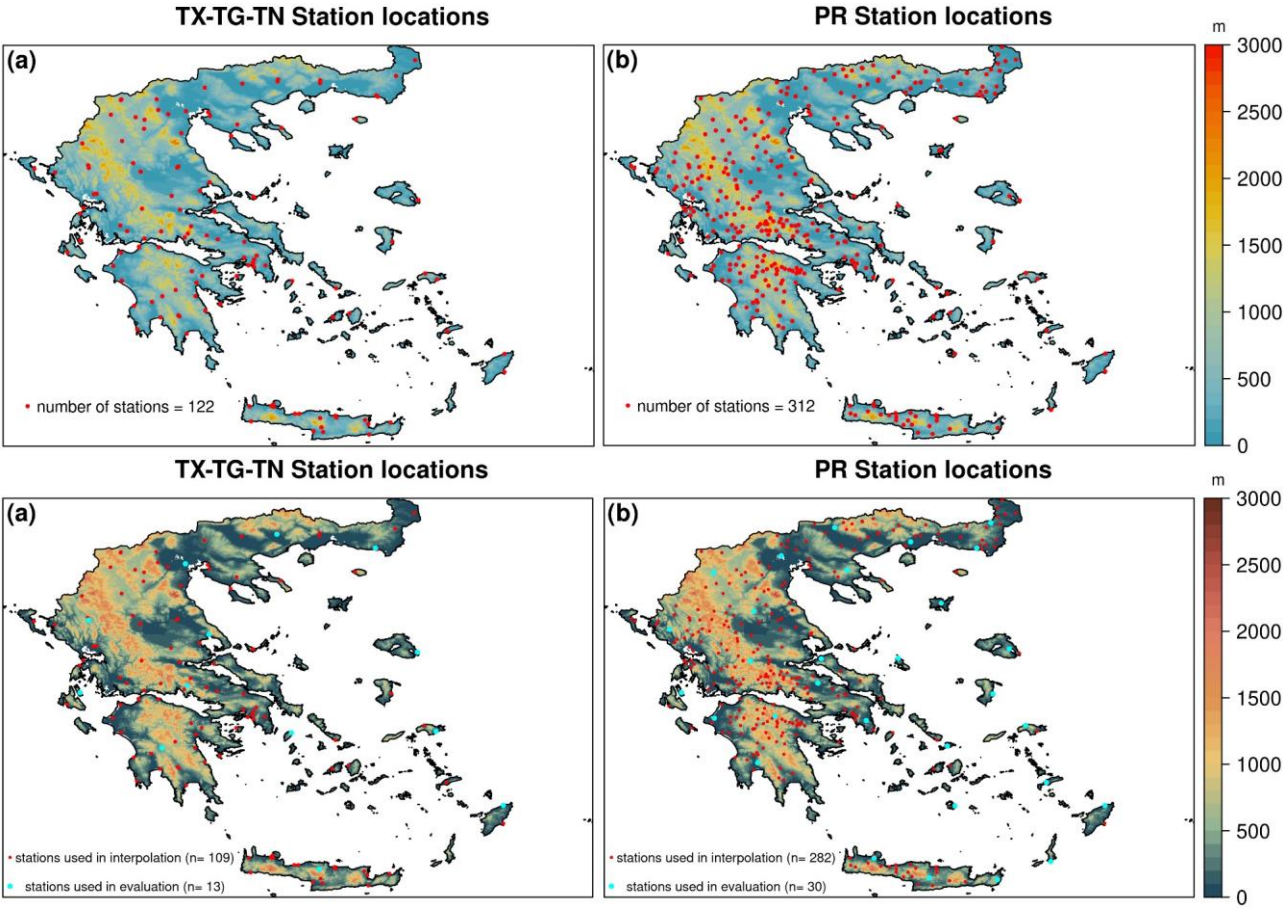 TX-TG-TN Station locations
PR Station locations
(a)
number of stations = 122
(b)
number of stations = 312
m
3000
2500
2000
1500
1000
500
0
TX-TG-TN Station locations
PR Station locations
(a)
stations used in interpolation (n= 109)
stations used in evaluation (n= 13)
(b)
stations used in interpolation (n= 282)
stations used in evaluation (n= 30)
m
3000
2500
2000
1500
1000
500
0